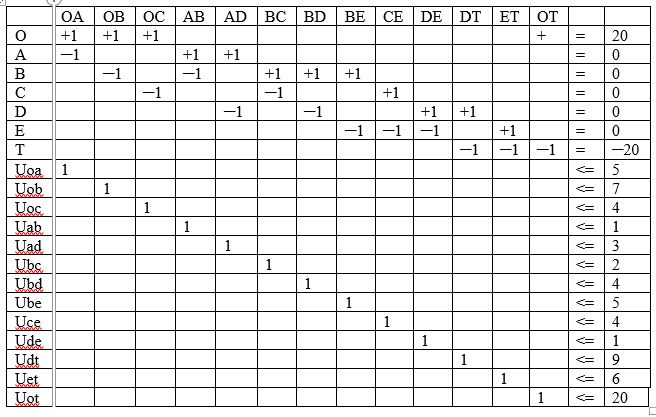 OA OB OC AB AD BC BD BE CE DE DT ET OT
O +1 +1 +1 + = 20
A —1 +1 +1 = 0
B —1 —1 +1 +1 +1 = 0
C —1 —1 +1 = 0
D —1 —1 +1 +1 = 0
E —1 —1 —1 +1 = 0
T —1 —1 —1 = —20
Uoa 1 <= 5
Uob 1 <= 7
Uoc 1 <= 4
Uab 1 <= 1
Uad 1 <= 3
Ubc 1 <= 2
Ubd 1 <= 4
Ube 1 <= 5
Uce 1 <= 4
Ude 1 <= 1
Udt 1 <= 9
Uet 1 <= 6
Uot 1 <= 20